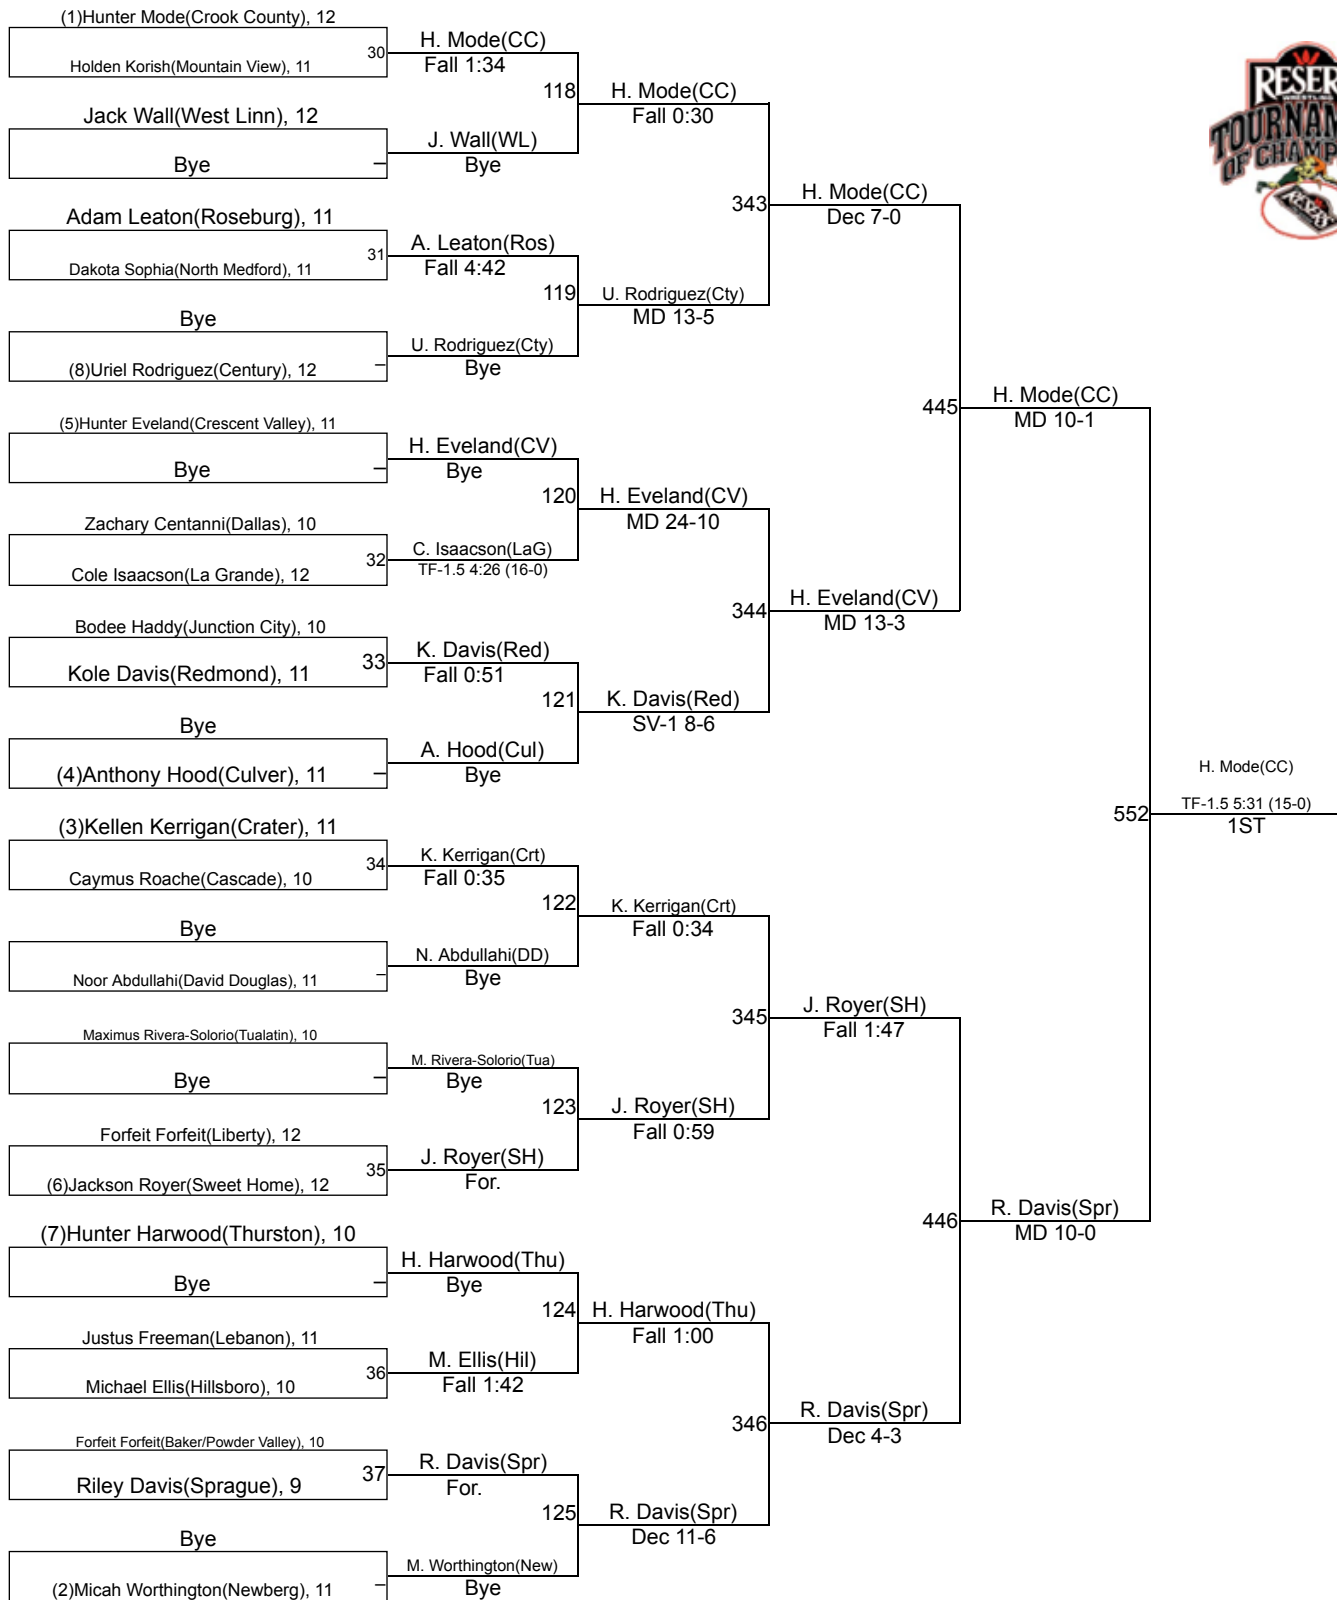 (1)Hunter Mode(Crook County), 12
Holden Korish(Mountain View), 11
30
H. Mode(CC)
Fall 1:34
Jack Wall(West Linn), 12
Bye
–
J. Wall(WL)
Bye
118
H. Mode(CC)
Fall 0:30
Adam Leaton(Roseburg), 11
Dakota Sophia(North Medford), 11
31
A. Leaton(Ros)
Fall 4:42
Bye
(8)Uriel Rodriguez(Century), 12
–
U. Rodriguez(Cty)
Bye
119
U. Rodriguez(Cty)
MD 13-5
343
H. Mode(CC)
Dec 7-0
(5)Hunter Eveland(Crescent Valley), 11
Bye
–
H. Eveland(CV)
Bye
Zachary Centanni(Dallas), 10
Cole Isaacson(La Grande), 12
32
C. Isaacson(LaG)
TF-1.5 4:26 (16-0)
120
H. Eveland(CV)
MD 24-10
Bodee Haddy(Junction City), 10
Kole Davis(Redmond), 11
33
K. Davis(Red)
Fall 0:51
Bye
(4)Anthony Hood(Culver), 11
–
A. Hood(Cul)
Bye
121
K. Davis(Red)
SV-1 8-6
344
H. Eveland(CV)
MD 13-3
445
H. Mode(CC)
MD 10-1
(3)Kellen Kerrigan(Crater), 11
Caymus Roache(Cascade), 10
34
K. Kerrigan(Crt)
Fall 0:35
Bye
Noor Abdullahi(David Douglas), 11
–
N. Abdullahi(DD)
Bye
122
K. Kerrigan(Crt)
Fall 0:34
Maximus Rivera-Solorio(Tualatin), 10
Bye
–
M. Rivera-Solorio(Tua)
Bye
Forfeit Forfeit(Liberty), 12
(6)Jackson Royer(Sweet Home), 12
35
J. Royer(SH)
For.
123
J. Royer(SH)
Fall 0:59
345
J. Royer(SH)
Fall 1:47
(7)Hunter Harwood(Thurston), 10
Bye
–
H. Harwood(Thu)
Bye
Justus Freeman(Lebanon), 11
Michael Ellis(Hillsboro), 10
36
M. Ellis(Hil)
Fall 1:42
124
H. Harwood(Thu)
Fall 1:00
Forfeit Forfeit(Baker/Powder Valley), 10
Riley Davis(Sprague), 9
37
R. Davis(Spr)
For.
Bye
(2)Micah Worthington(Newberg), 11
–
M. Worthington(New)
Bye
125
R. Davis(Spr)
Dec 11-6
346
R. Davis(Spr)
Dec 4-3
446
R. Davis(Spr)
MD 10-0
552
H. Mode(CC)
TF-1.5 5:31 (15-0)
1ST
RESER
TOURNAM
OF CHAMP
RESERS